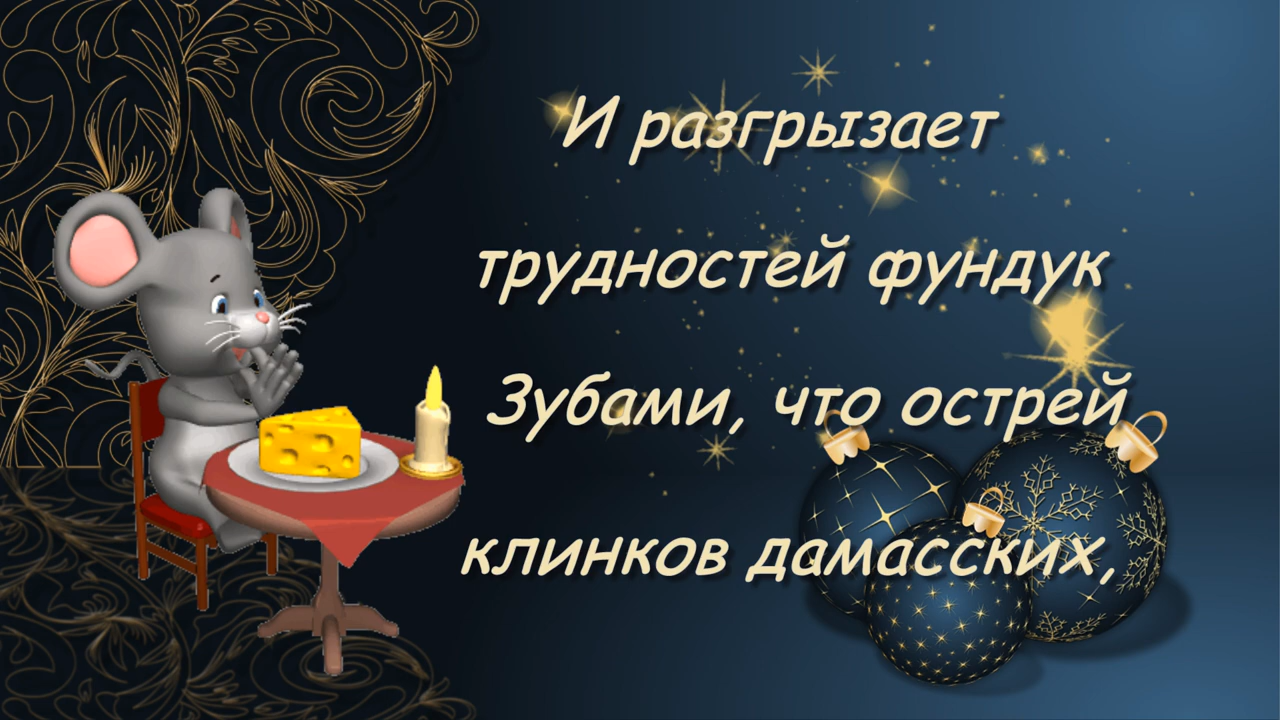 И разгрызает
трудностей фундук
Зубами, что острей
клинков дамасских,